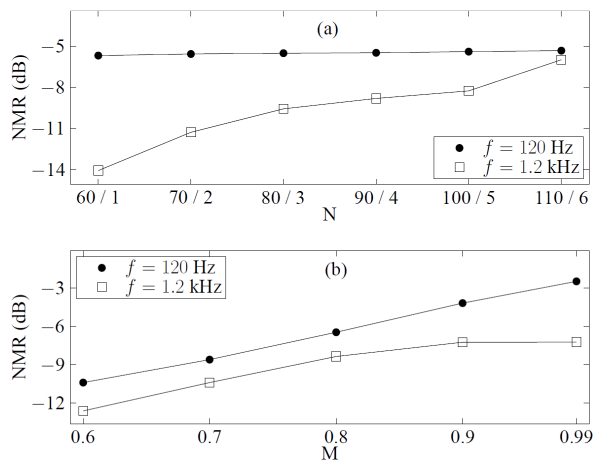 (a)
NMR (dB)
−5
−8
−11
−14
f = 120 Hz
f = 1.2 kHz
60 / 1 70 / 2 80 / 3 90 / 4 100 / 5 110 / 6
N
(b)
NMR (dB)
f = 120 Hz
f = 1.2 kHz
−3
−6
−9
−12
0.6 0.7 0.8 0.9 0.99
M